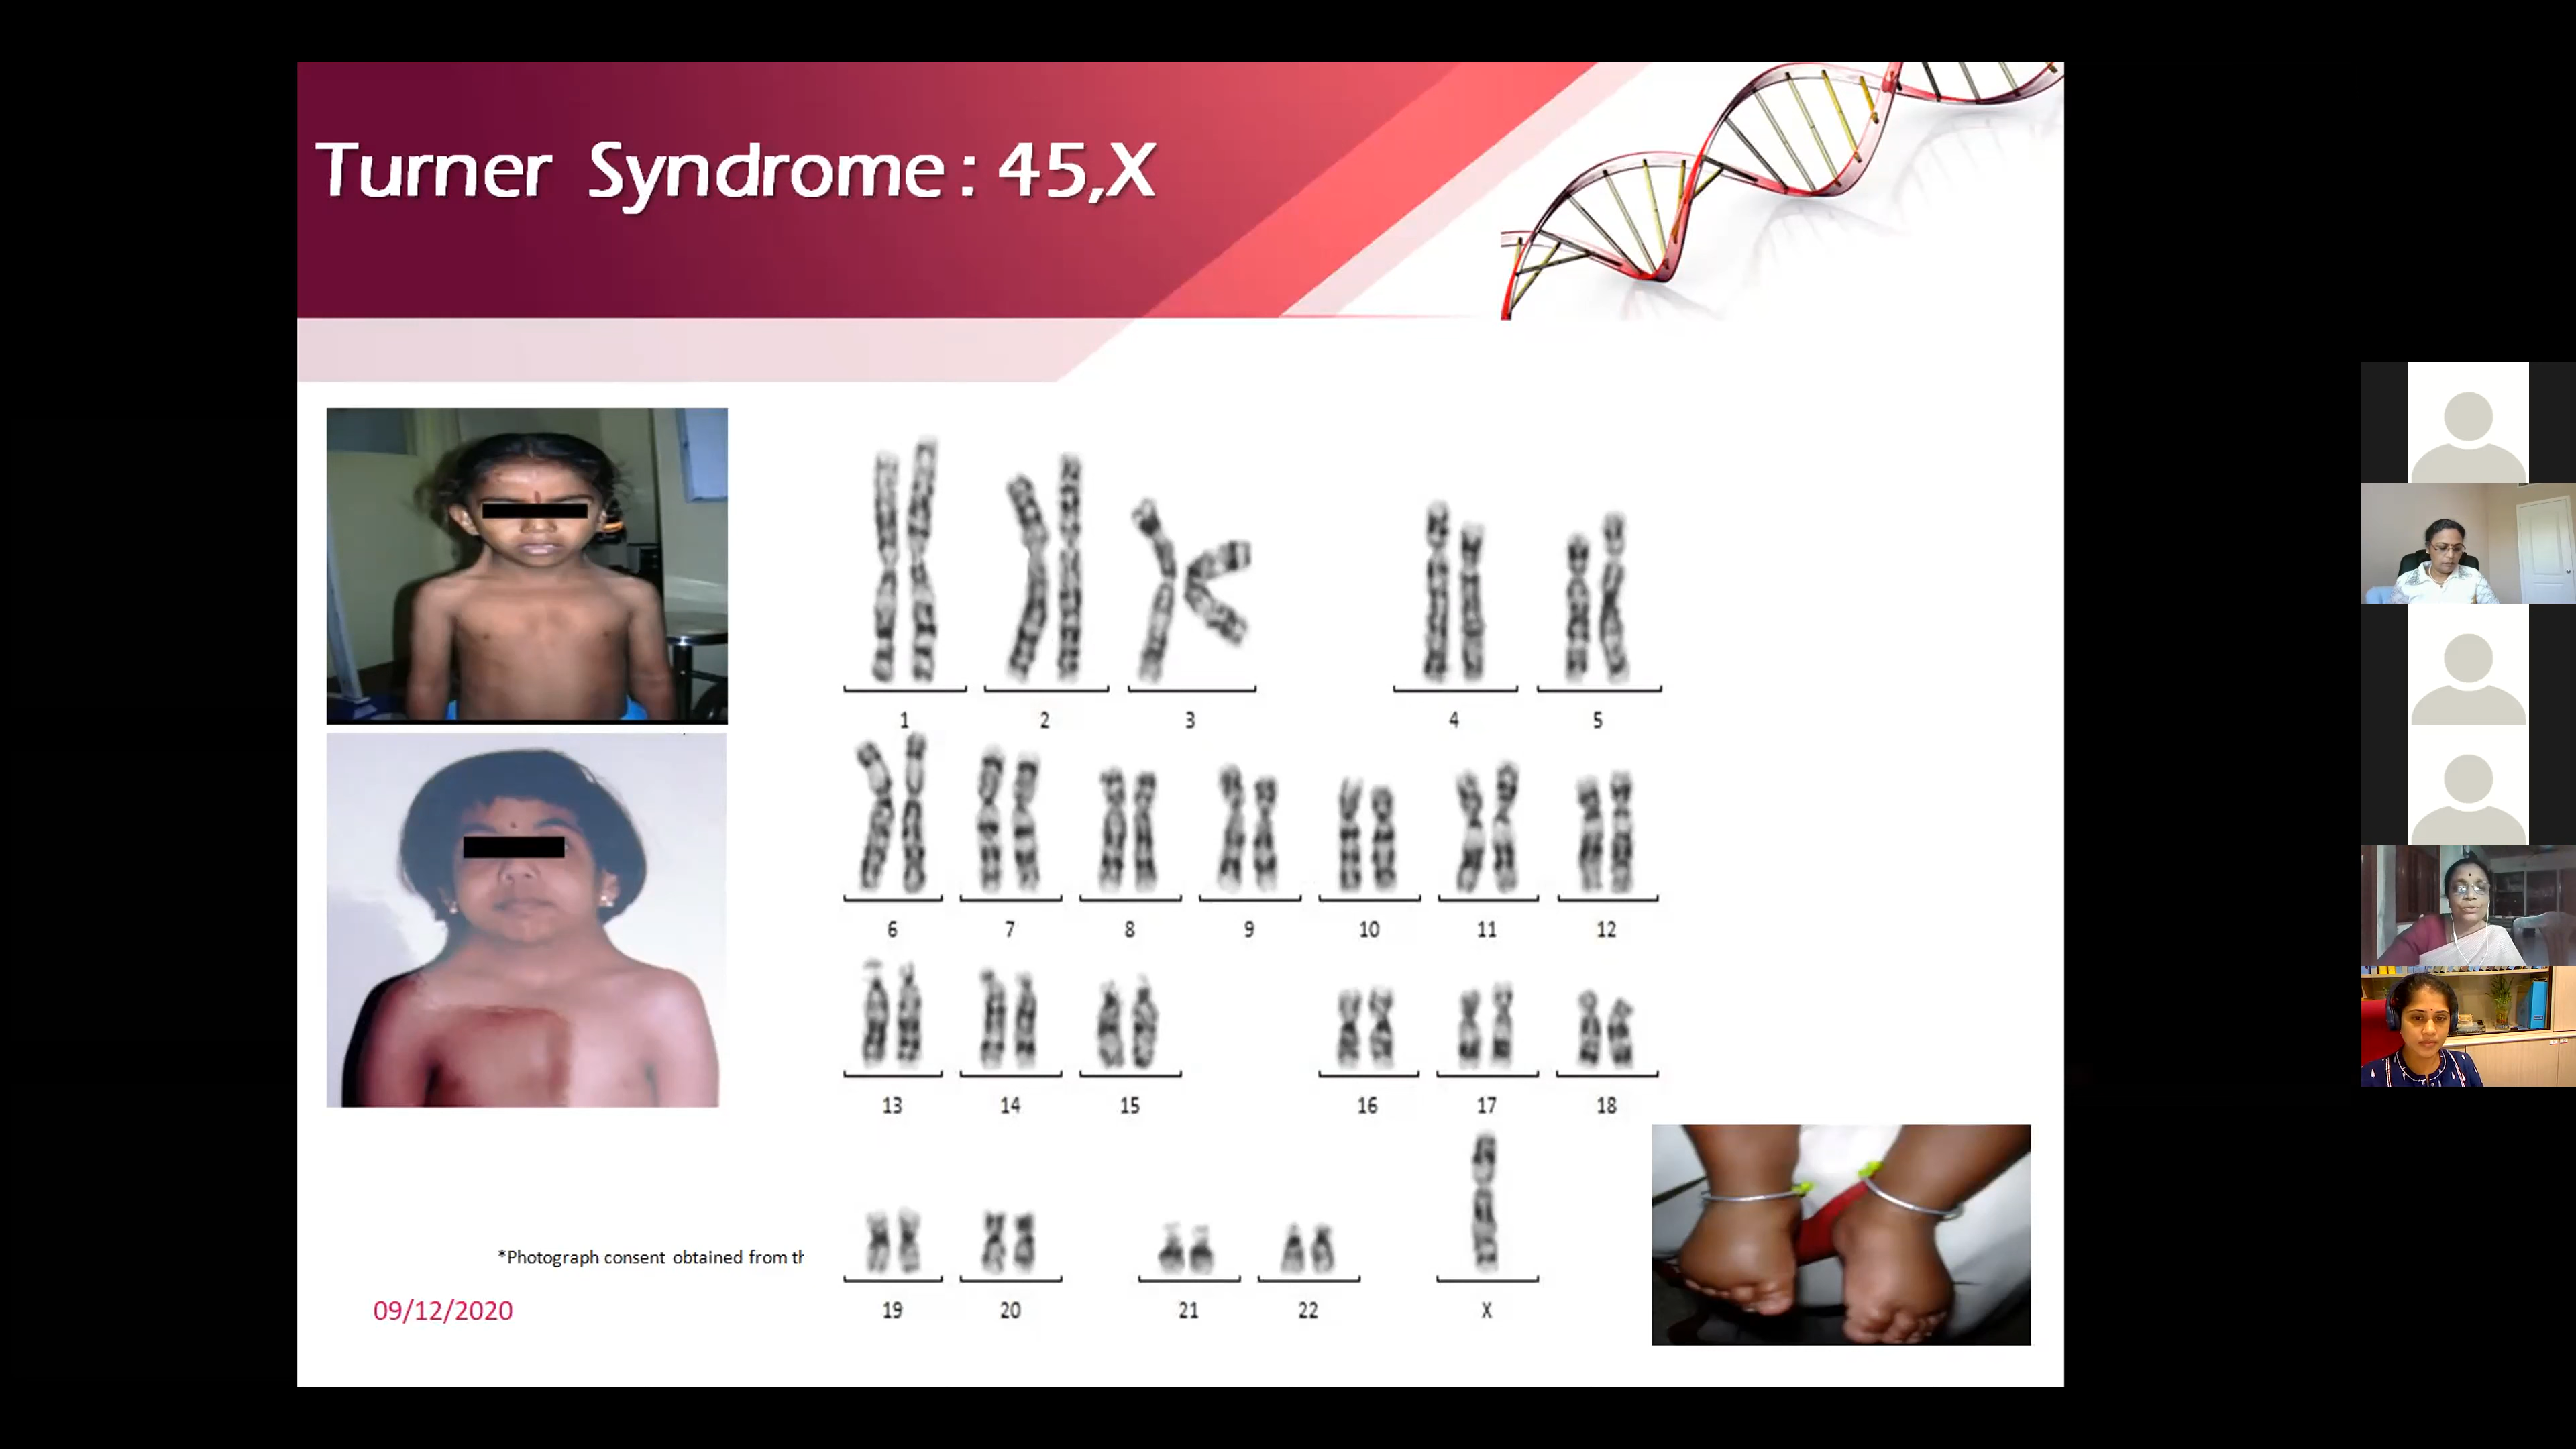 Turner Syndrome : 45,X
1 2 3 4 5
6 7 8 9 10 11 12
13 14 15 16 17 18
*Photograph consent obtained from th
19 20 21 22 X
09/12/2020